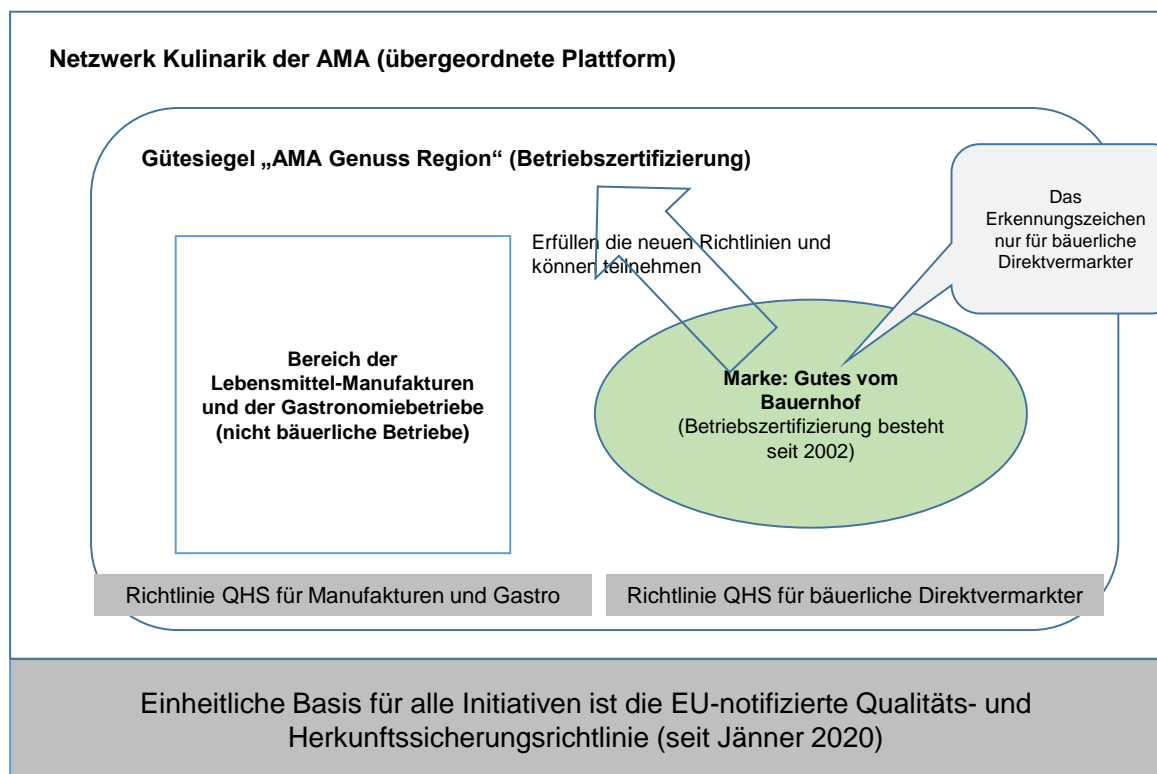 Netzwerk Kulinarik der AMA (übergeordnete Plattform)
Gütesiegel „AMA Genuss Region“ (Betriebszertifizierung)
Das
Erkennungszeichen
nur für bäuerliche
Direktvermarkter
Erfüllen die neuen Richtlinien und
können teilnehmen
Bereich der
Lebensmittel-Manufakturen
und der Gastronomiebetriebe
(nicht bäuerliche Betriebe)
Marke: Gutes vom
Bauernhof
(Betriebszertifizierung besteht
seit 2002)
Richtlinie QHS für Manufakturen und Gastro
Richtlinie QHS für bäuerliche Direktvermarkter
Einheitliche Basis für alle Initiativen ist die EU-notifizierte Qualitäts- und
Herkunftssicherungsrichtlinie (seit Jänner 2020)